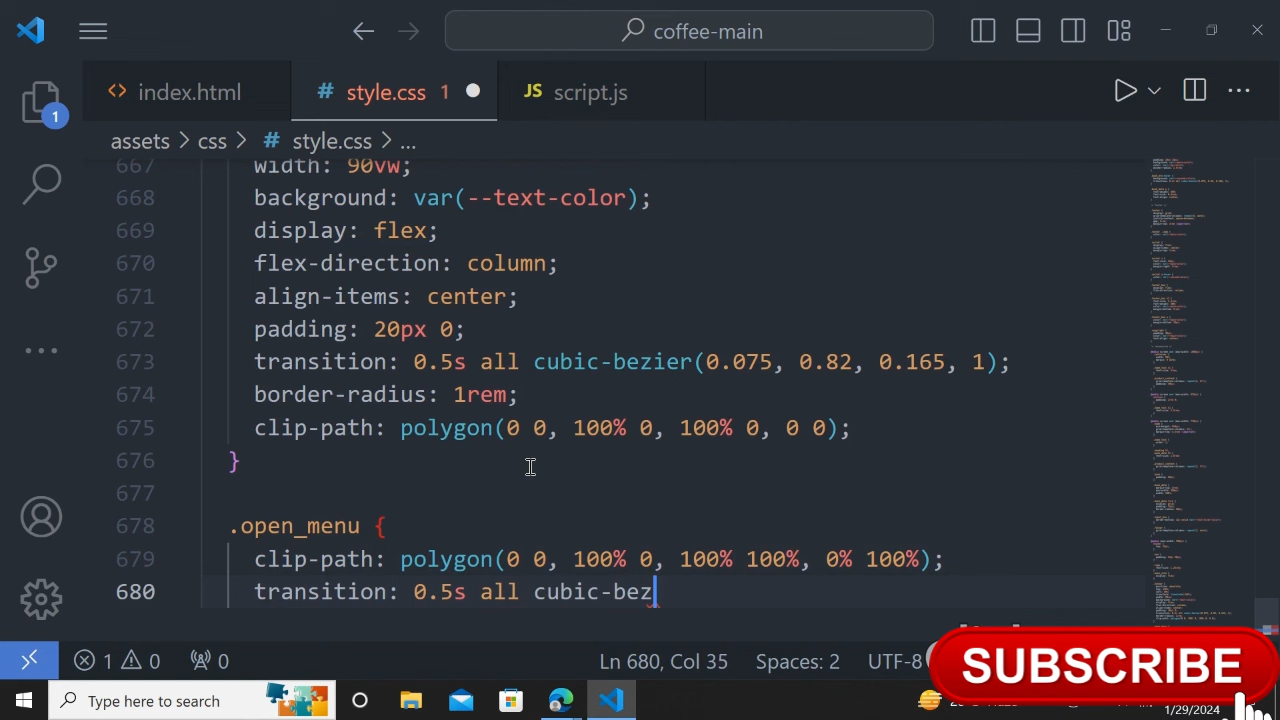 coffee-main
index.html
# style.css 1
JS script.js
1
assets > css > # style.css > ...
667 width: 90vw;
668 background: var(--text-color);
669 display: flex;
670 flex-direction: column;
671 align-items: center;
672 padding: 20px 0;
673 transition: 0.5s all cubic-bezier(0.075, 0.82, 0.165, 1);
674 border-radius: 1rem;
675 clip-path: polygon(0 0, 100% 0, 100% 0, 0 0);
676 }
677
678 .open_menu {
679 clip-path: polygon(0 0, 100% 0, 100% 100%, 0% 100%);
680 transition: 0.5s all cubic-bez
1 0 0
Ln 680, Col 35
Spaces: 2
UTF-8
SUBSCRIBE
Type here to search
1/29/2024